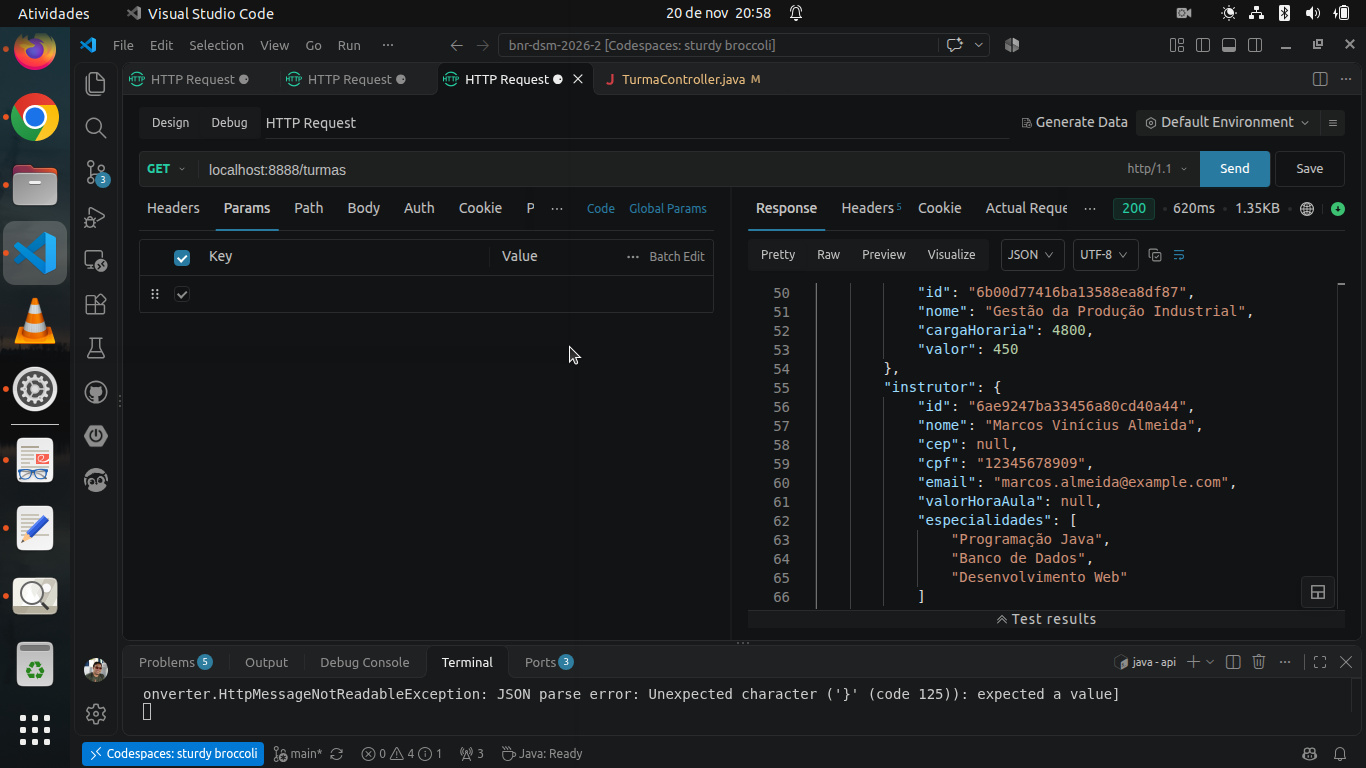 Atividades Visual Studio Code 20 de nov 20:58
File Edit Selection View Go Run ··· bnr-dsm-2026-2 [Codespaces: sturdy broccoli]
HTTP Request HTTP Request HTTP Request J TurmaController.java M
Design Debug HTTP Request Generate Data Default Environment
GET localhost:8888/turmas http/1.1 Send Save
Headers Params Path Body Auth Cookie P ··· Code Global Params
Key Value ··· Batch Edit
Response Headers 5 Cookie Actual Reque ··· 200 620ms 1.35KB
Pretty Raw Preview Visualize JSON UTF-8
50 "id": "6b00d77416ba13588ea8df87",
51 "nome": "Gestão da Produção Industrial",
52 "cargaHoraria": 4800,
53 "valor": 450
54 },
55 "instrutor": {
56 "id": "6ae9247ba33456a80cd40a44",
57 "nome": "Marcos Vinícius Almeida",
58 "cep": null,
59 "cpf": "12345678909",
60 "email": "marcos.almeida@example.com",
61 "valorHoraAula": null,
62 "especialidades": [
63 "Programação Java",
64 "Banco de Dados",
65 "Desenvolvimento Web"
66 ]
Test results
3
Problems 5 Output Debug Console Terminal Ports 3 java - api
onverter.HttpMessageNotReadableException: JSON parse error: Unexpected character ('}' (code 125)): expected a value]
Codespaces: sturdy broccoli main* 0 4 1 3 Java: Ready